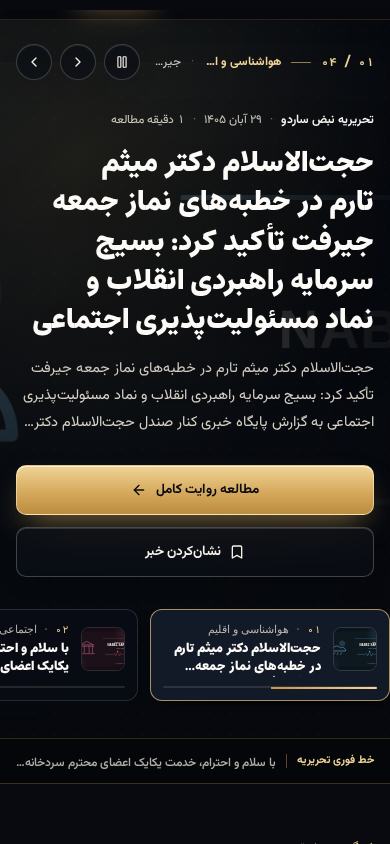 ۰۱ / ۰۴ هواشناسی و ا... · جیر...
تحریریه نبض ساردو · ۲۹ آبان ۱۴۰۵ · ۱ دقیقه مطالعه
حجت‌الاسلام دکتر میثم
تارم در خطبه‌های نماز جمعه
جیرفت تأکید کرد: بسیج
سرمایه راهبردی انقلاب و
نماد مسئولیت‌پذیری اجتماعی
حجت‌الاسلام دکتر میثم تارم در خطبه‌های نماز جمعه جیرفت
تأکید کرد: بسیج سرمایه راهبردی انقلاب و نماد مسئولیت‌پذیری
اجتماعی به گزارش پایگاه خبری کنار صندل حجت‌الاسلام دکتر...
مطالعه روایت کامل
نشان‌کردن خبر
۰۱ · هواشناسی و اقلیم
حجت‌الاسلام دکتر میثم تارم
در خطبه‌های نماز جمعه...
۰۲ · اجتماعی
با سلام و احتر
یکایک اعضای
خط فوری تحریریه
با سلام و احترام، خدمت یکایک اعضای محترم سردخانه...